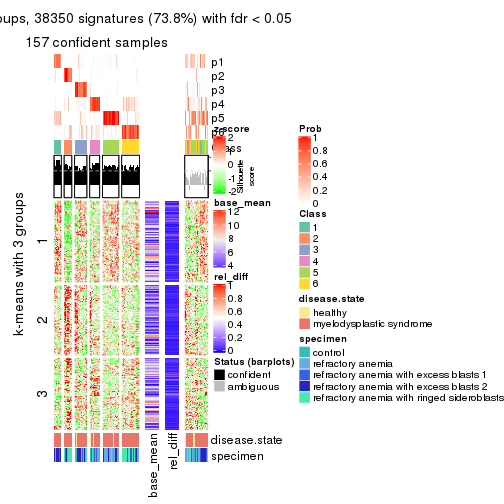 oups, 38350 signatures (73.8%) with fdr < 0.05
157 confident samples
p1
p2
p3
p4
p5
p6
Class
Silhouette
score
k-means with 3 groups
1
2
3
disease.state
specimen
base_mean
rel_diff
z-score
2
1
0
-1
-2
base_mean
12
10
8
6
4
rel_diff
1
0.8
0.6
0.4
0.2
0
Status (barplots)
confident
ambiguous
Prob
1
0.8
0.6
0.4
0.2
0
Class
1
2
3
4
5
6
disease.state
healthy
myelodysplastic syndrome
specimen
control
refractory anemia
refractory anemia with excess blasts 1
refractory anemia with excess blasts 2
refractory anemia with ringed sideroblasts